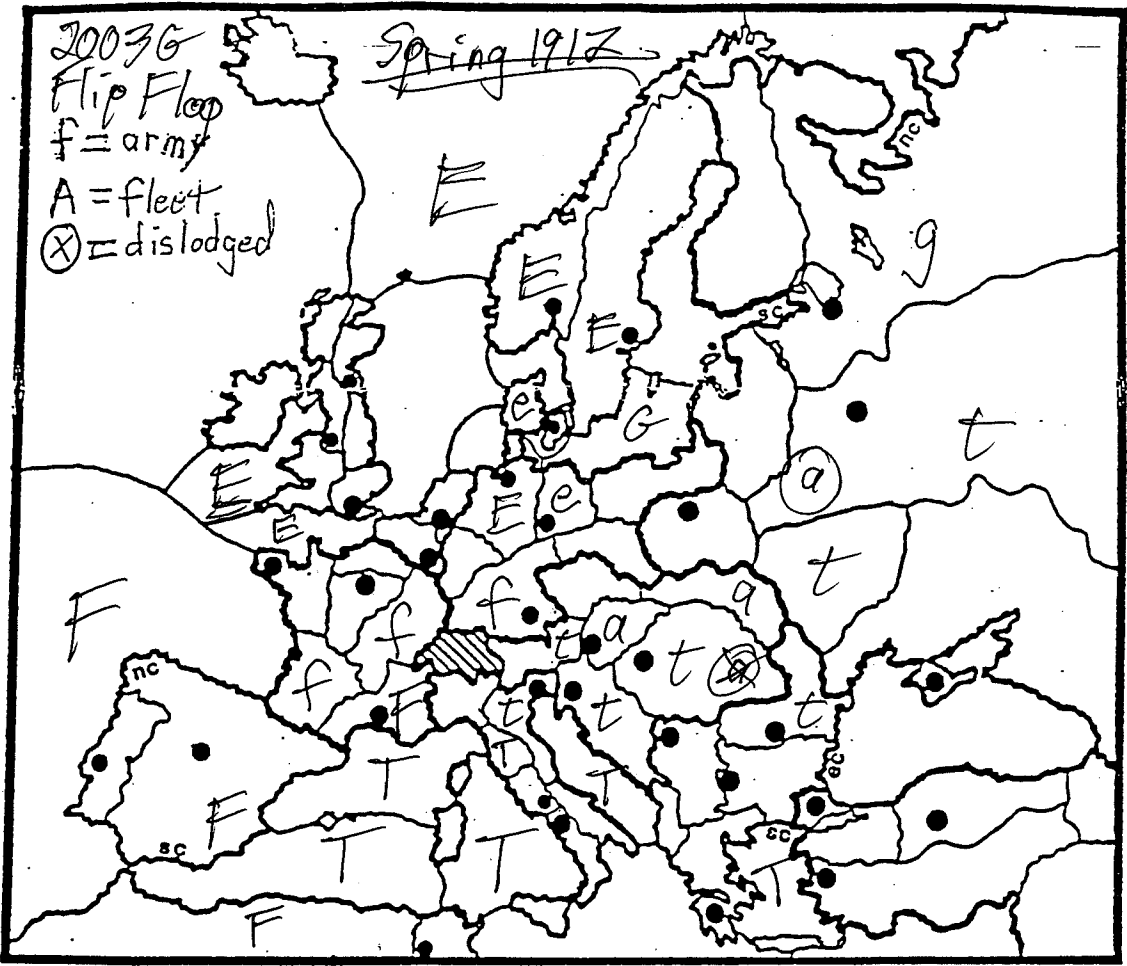 2003G
Spring 1912
Flip Flop
f = army
A = fleet
Ⓧ = dislodged
nc
E
g
E
E
sc
e
G
t
a
E
E
e
E
t
F
f
a
f
a
t
t
a
nc
f
F
t
t
t
T
ec
T
T
F
sc
T
T
sc
T
F